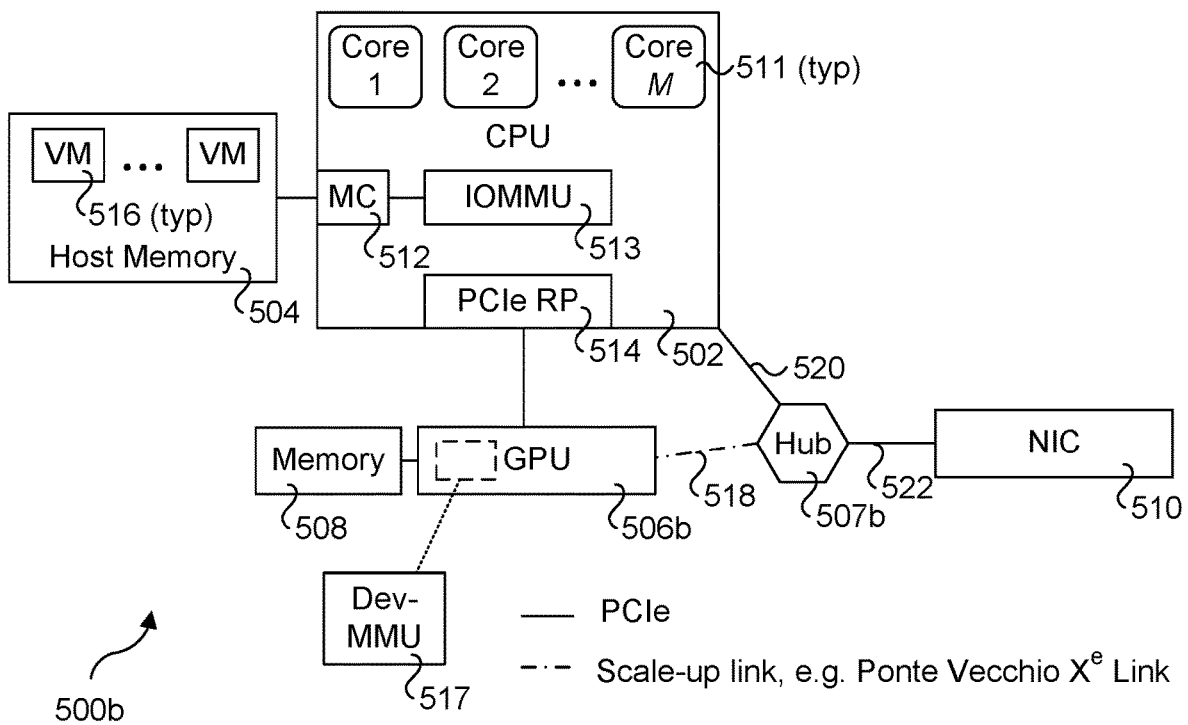 Core
1
Core
2
...
Core
M
511 (typ)
CPU
VM
...
VM
516 (typ)
Host Memory
504
MC
512
IOMMU
513
PCIe RP
514
502
520
Memory
508
GPU
506b
518
Hub
507b
522
NIC
510
Dev-
MMU
517
PCIe
Scale-up link, e.g. Ponte Vecchio Xᵉ Link
500b